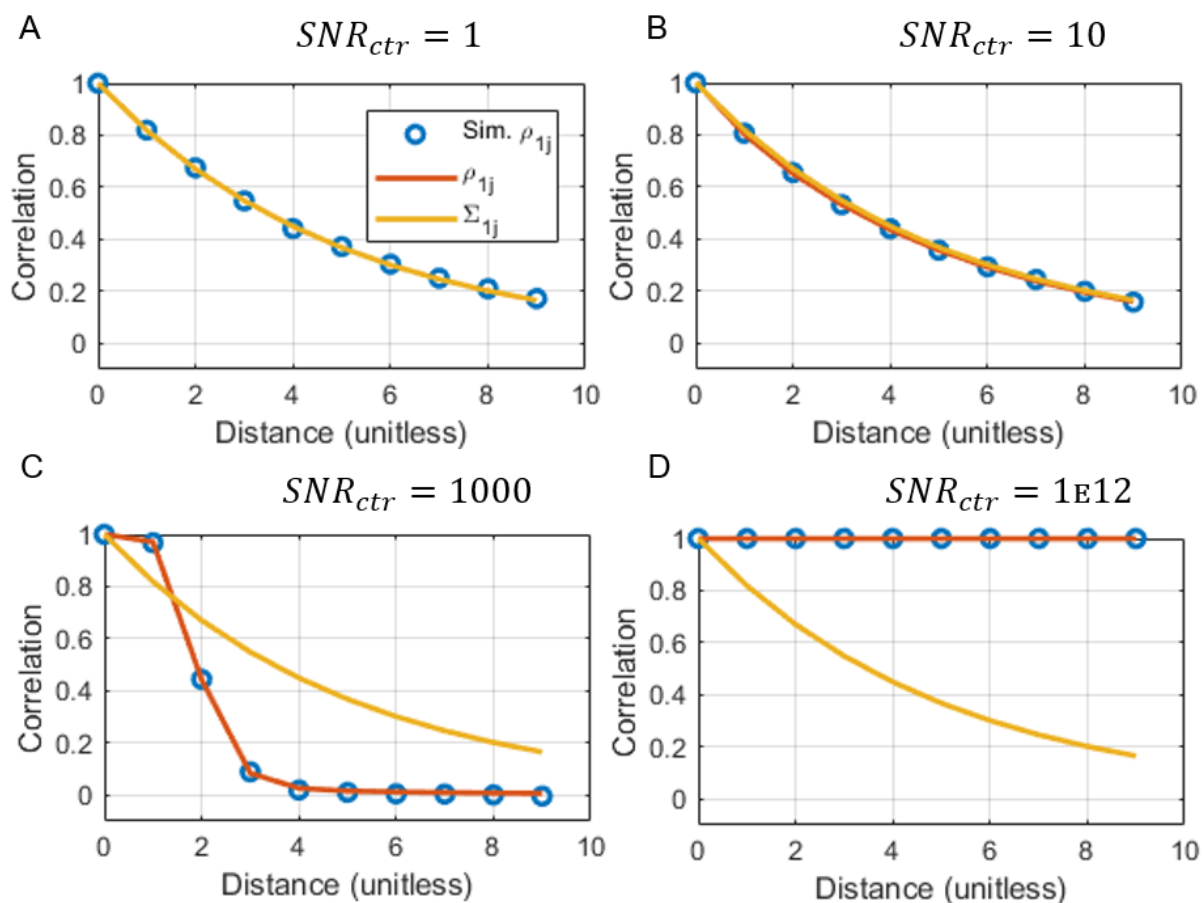 A
SNR_ctr = 1
1
0.8
0.6
0.4
0.2
0
Correlation
0 2 4 6 8 10
Distance (unitless)
Sim. ρ_1j
ρ_1j
Σ_1j
B
SNR_ctr = 10
1
0.8
0.6
0.4
0.2
0
Correlation
0 2 4 6 8 10
Distance (unitless)
C
SNR_ctr = 1000
1
0.8
0.6
0.4
0.2
0
Correlation
0 2 4 6 8 10
Distance (unitless)
D
SNR_ctr = 1E12
1
0.8
0.6
0.4
0.2
0
Correlation
0 2 4 6 8 10
Distance (unitless)